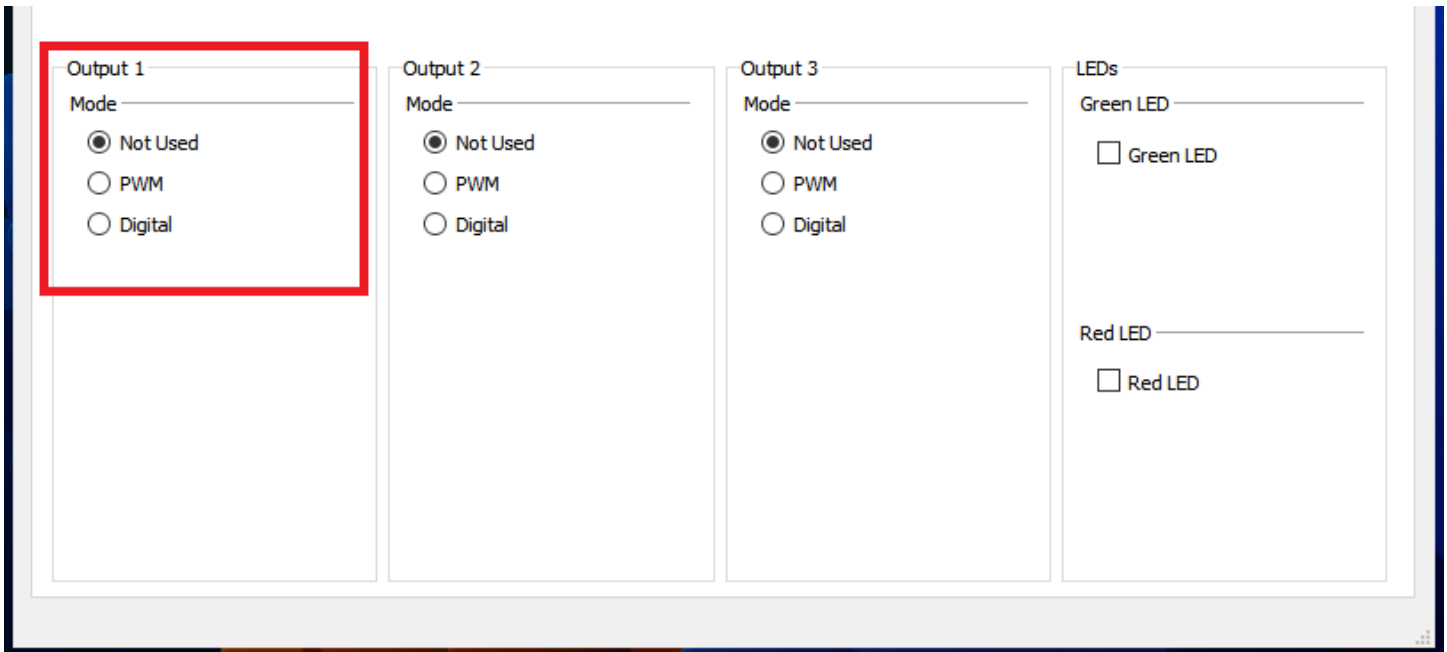 Output 1
Mode
Not Used
PWM
Digital
Output 2
Mode
Not Used
PWM
Digital
Output 3
Mode
Not Used
PWM
Digital
LEDs
Green LED
Green LED
Red LED
Red LED